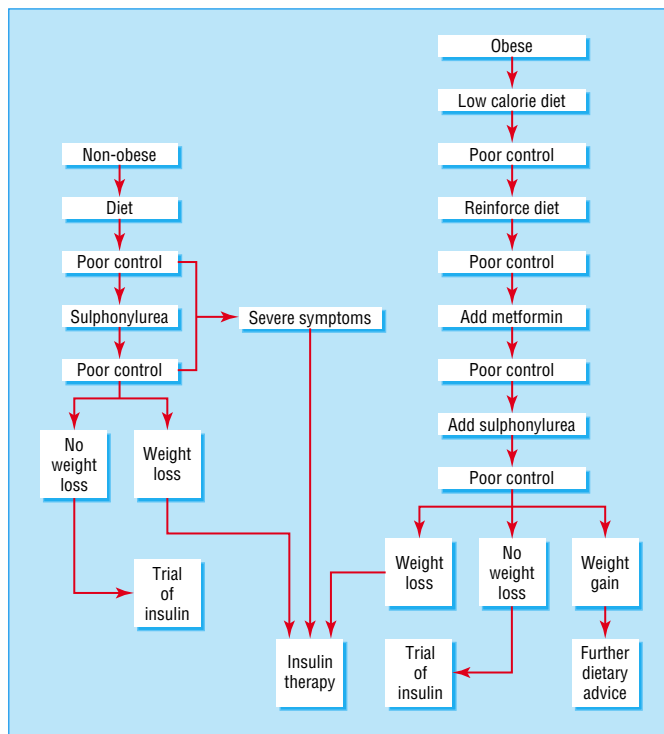 Non-obese
Diet
Poor control
Sulphonylurea
Poor control
Severe symptoms
No
weight
loss
Weight
loss
Trial
of
insulin
Insulin
therapy
Obese
Low calorie diet
Poor control
Reinforce diet
Poor control
Add metformin
Poor control
Add sulphonylurea
Poor control
Weight
loss
No
weight
loss
Weight
gain
Trial
of
insulin
Further
dietary
advice